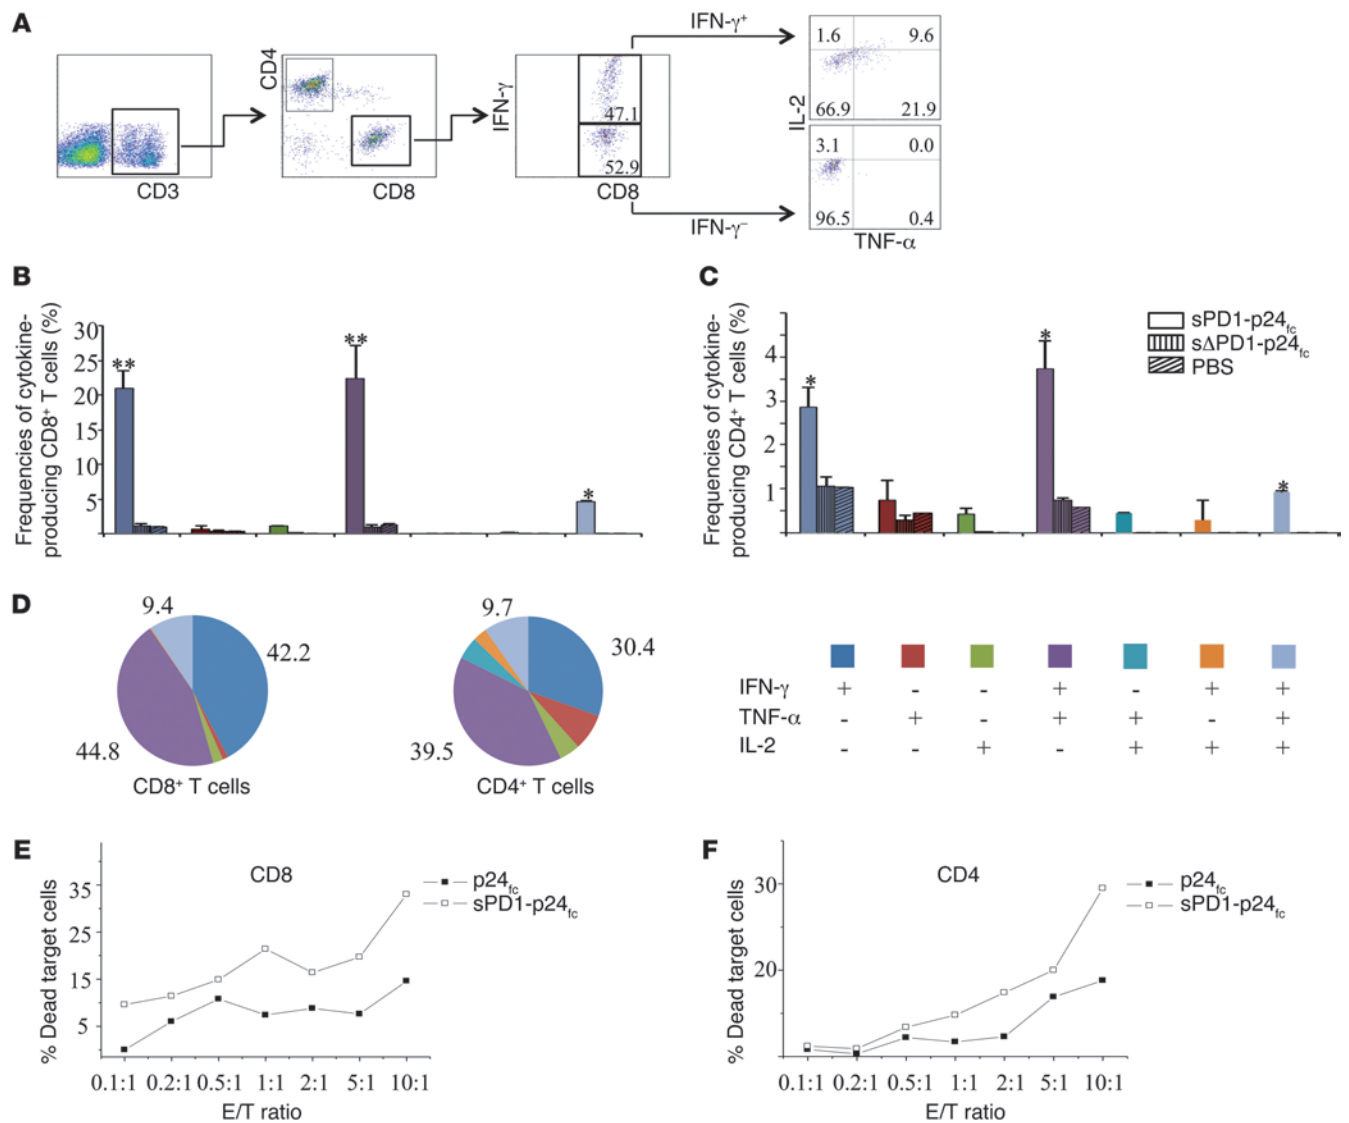 A
CD3
CD4
CD8
IFN-γ
47.1
52.9
CD8
IFN-γ⁺
IFN-γ⁻
IL-2
1.6 9.6
66.9 21.9
3.1 0.0
96.5 0.4
TNF-α
B
Frequencies of cytokine-
producing CD8⁺ T cells (%)
30
25
20
15
10
5
**
**
*
C
Frequencies of cytokine-
producing CD4⁺ T cells (%)
4
3
2
1
*
*
*
sPD1-p24fc
sΔPD1-p24fc
PBS
D
9.4
42.2
44.8
CD8⁺ T cells
9.7
30.4
39.5
CD4⁺ T cells
IFN-γ + - - + - + +
TNF-α - + - + + - +
IL-2 - - + - + + +
E
% Dead target cells
35
25
15
5
CD8
p24fc
sPD1-p24fc
0.1:1 0.2:1 0.5:1 1:1 2:1 5:1 10:1
E/T ratio
F
% Dead target cells
30
20
CD4
p24fc
sPD1-p24fc
0.1:1 0.2:1 0.5:1 1:1 2:1 5:1 10:1
E/T ratio